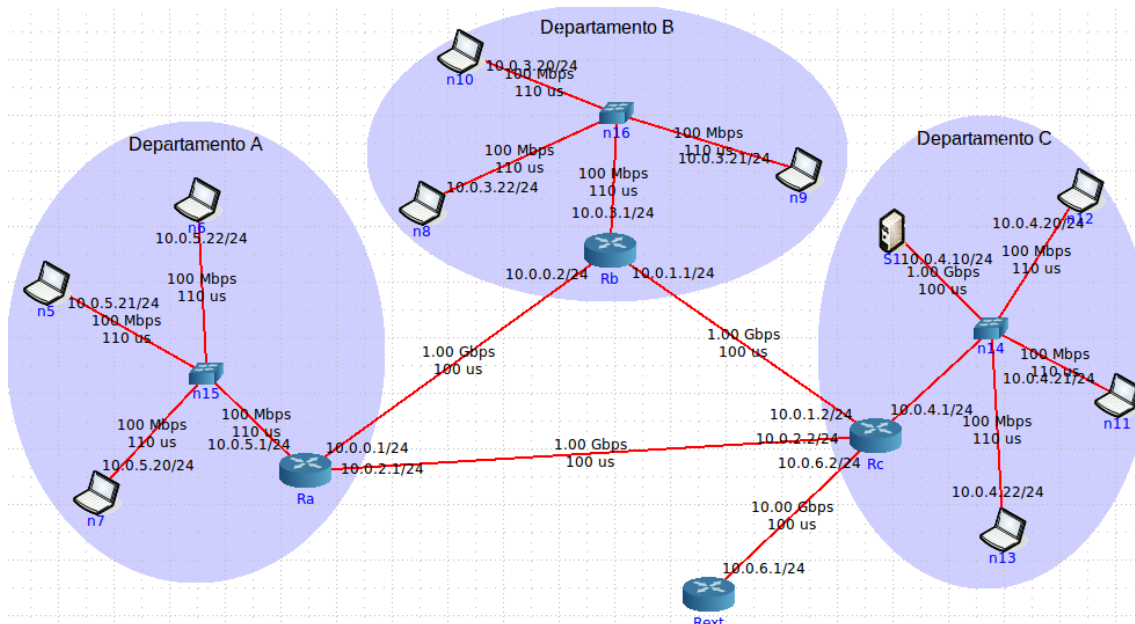 Departamento B
n10
10.0.3.20/24
100 Mbps
110 us
n16
100 Mbps
110 us
10.0.3.21/24
n9
100 Mbps
110 us
10.0.3.22/24
n8
100 Mbps
110 us
10.0.3.1/24
Rb
10.0.0.2/24
10.0.1.1/24
Departamento A
n6
10.0.5.22/24
100 Mbps
110 us
n5
10.0.5.21/24
100 Mbps
110 us
n15
100 Mbps
110 us
10.0.5.20/24
n7
100 Mbps
110 us
10.0.5.1/24
10.0.0.1/24
10.0.2.1/24
Ra
1.00 Gbps
100 us
1.00 Gbps
100 us
1.00 Gbps
100 us
Departamento C
n12
10.0.4.20/24
100 Mbps
110 us
S1
10.0.4.10/24
1.00 Gbps
100 us
n14
100 Mbps
110 us
10.0.4.21/24
n11
100 Mbps
110 us
10.0.4.22/24
n13
10.0.4.1/24
10.0.1.2/24
10.0.2.2/24
10.0.6.2/24
Rc
10.00 Gbps
100 us
10.0.6.1/24
Rext